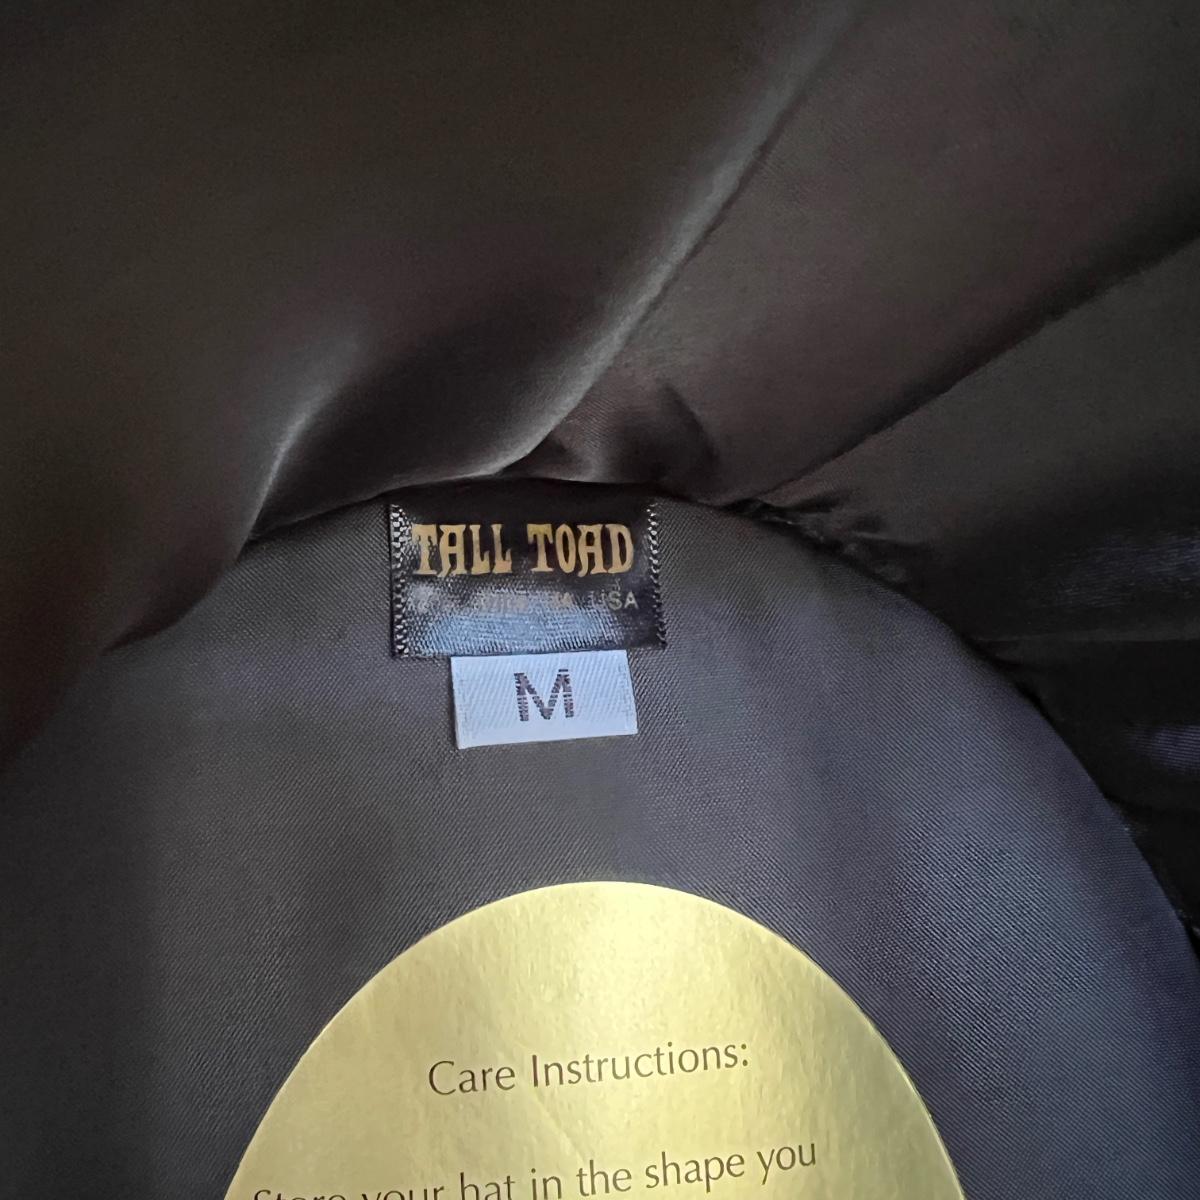 TALL TOAD
USA
M
Care Instructions:
Store your hat in the shape you